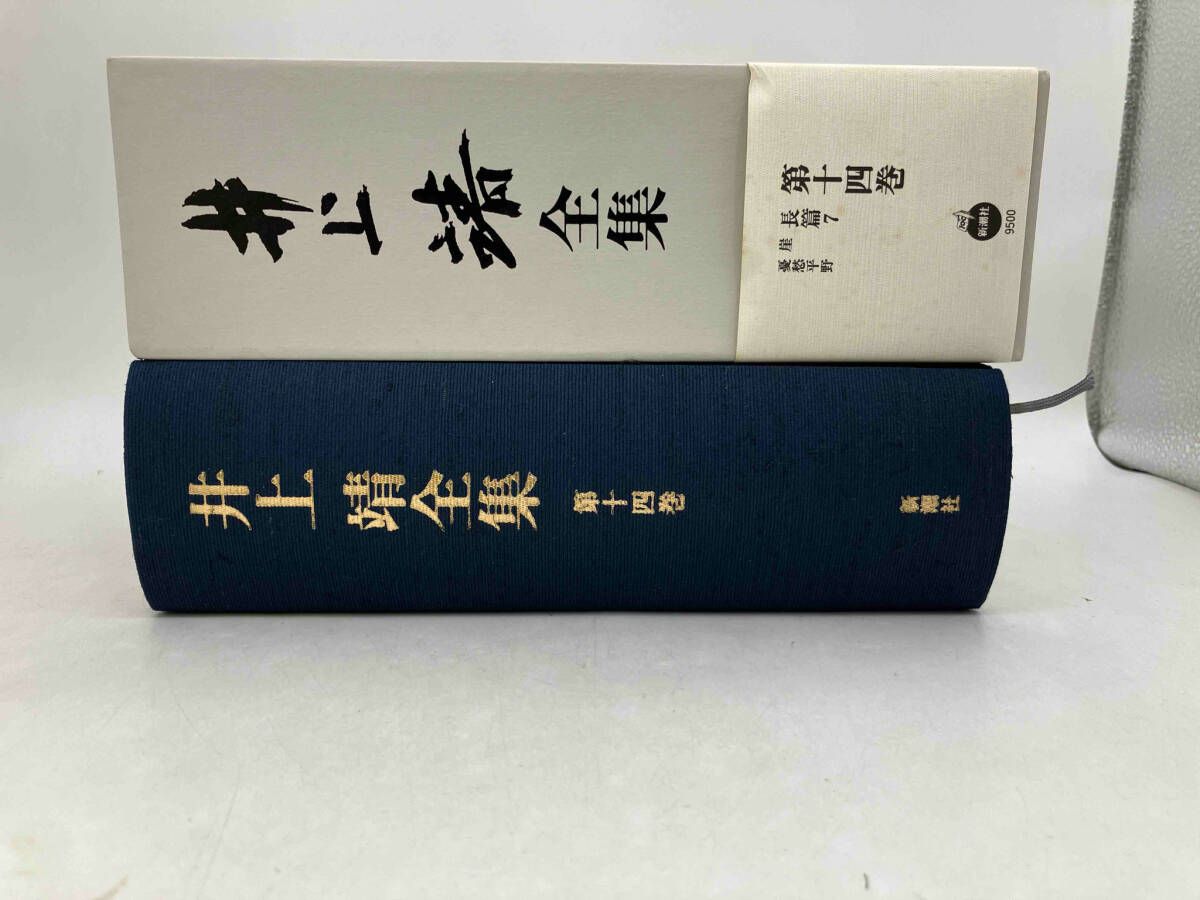 井上靖全集
第十四巻
長篇7
崖
憂愁平野
新潮社
9500
井上靖全集
第十四巻
新潮社